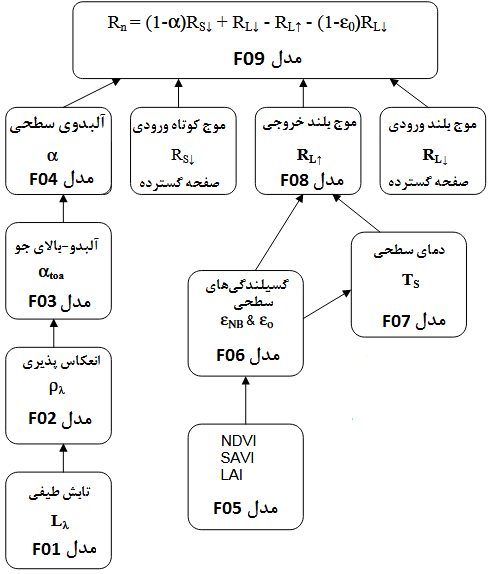 Rn = (1-α)RS↓ + RL↓ - RL↑ - (1-ε0)RL↓
مدل F09
آلبدوی سطحی
α
مدل F04
موج کوتاه ورودی
RS↓
صفحه گسترده
موج بلند خروجی
RL↑
مدل F08
موج بلند ورودی
RL↓
صفحه گسترده
آلبدو-بالای جو
αtoa
مدل F03
گسیلندگی‌های
سطحی
εNB & εo
مدل F06
دمای سطحی
TS
مدل F07
انعکاس پذیری
ρλ
مدل F02
NDVI
SAVI
LAI
مدل F05
تابش طیفی
Lλ
مدل F01